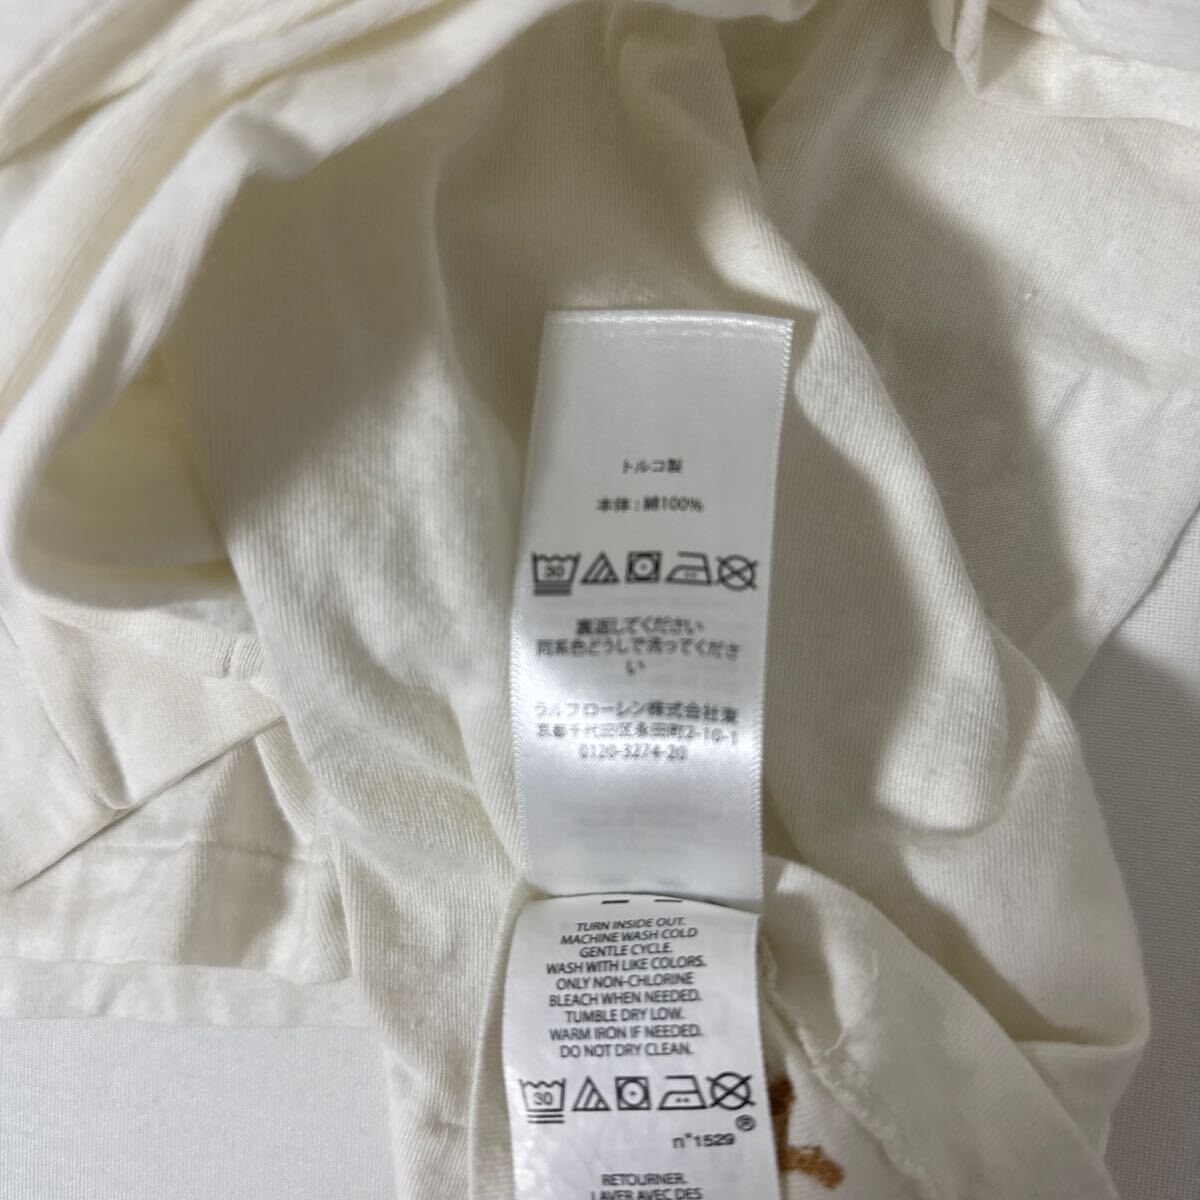 トルコ製
本体：綿100%
30
裏返してください
同系色どうしで洗ってくださ
い
ラルフローレン株式会社東
京都千代田区永田町2-10-1
0120-3274-20
TURN INSIDE OUT.
MACHINE WASH COLD
GENTLE CYCLE.
WASH WITH LIKE COLORS.
ONLY NON-CHLORINE
BLEACH WHEN NEEDED.
TUMBLE DRY LOW.
WARM IRON IF NEEDED.
DO NOT DRY CLEAN.
30
®
n°1529
RETOURNER.
LAVER AVEC DES